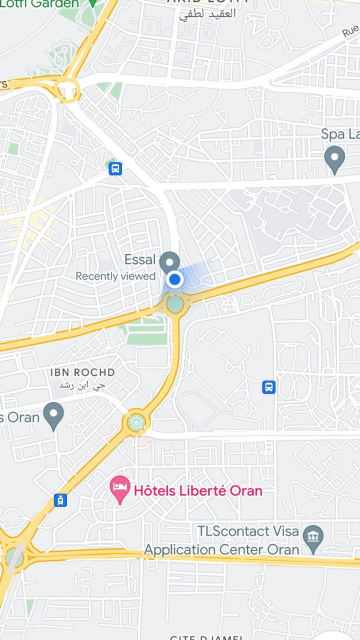 Lotfi Garden
AKID LOTFI
العقيد لطفي
Rue
Spa La
Essal
Recently viewed
IBN ROCHD
حي ابن رشد
s Oran
Hôtels Liberté Oran
TLScontact Visa
Application Center Oran
CITE DJAMEL